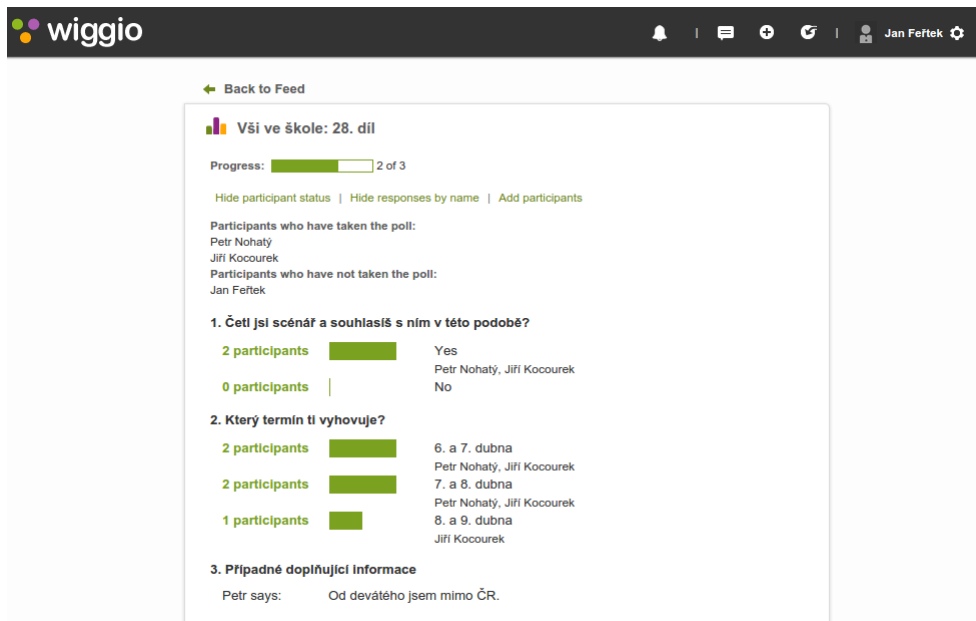 wiggio
Jan Feřtek
Back to Feed
Vši ve škole: 28. díl
Progress: 2 of 3
Hide participant status | Hide responses by name | Add participants
Participants who have taken the poll:
Petr Nohatý
Jiří Kocourek
Participants who have not taken the poll:
Jan Feřtek
1. Četl jsi scénář a souhlasíš s ním v této podobě?
2 participants Yes
Petr Nohatý, Jiří Kocourek
0 participants No
2. Který termín ti vyhovuje?
2 participants 6. a 7. dubna
Petr Nohatý, Jiří Kocourek
2 participants 7. a 8. dubna
Petr Nohatý, Jiří Kocourek
1 participants 8. a 9. dubna
Jiří Kocourek
3. Případné doplňující informace
Petr says: Od devátého jsem mimo ČR.